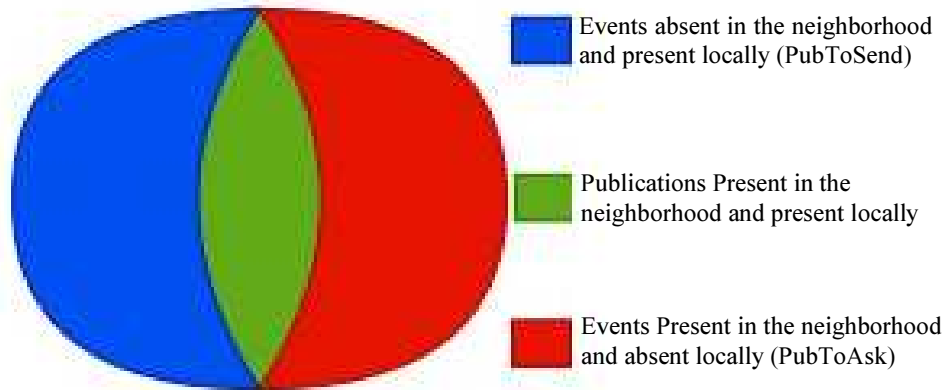 Events absent in the neighborhood
and present locally (PubToSend)
Publications Present in the
neighborhood and present locally
Events Present in the neighborhood
and absent locally (PubToAsk)